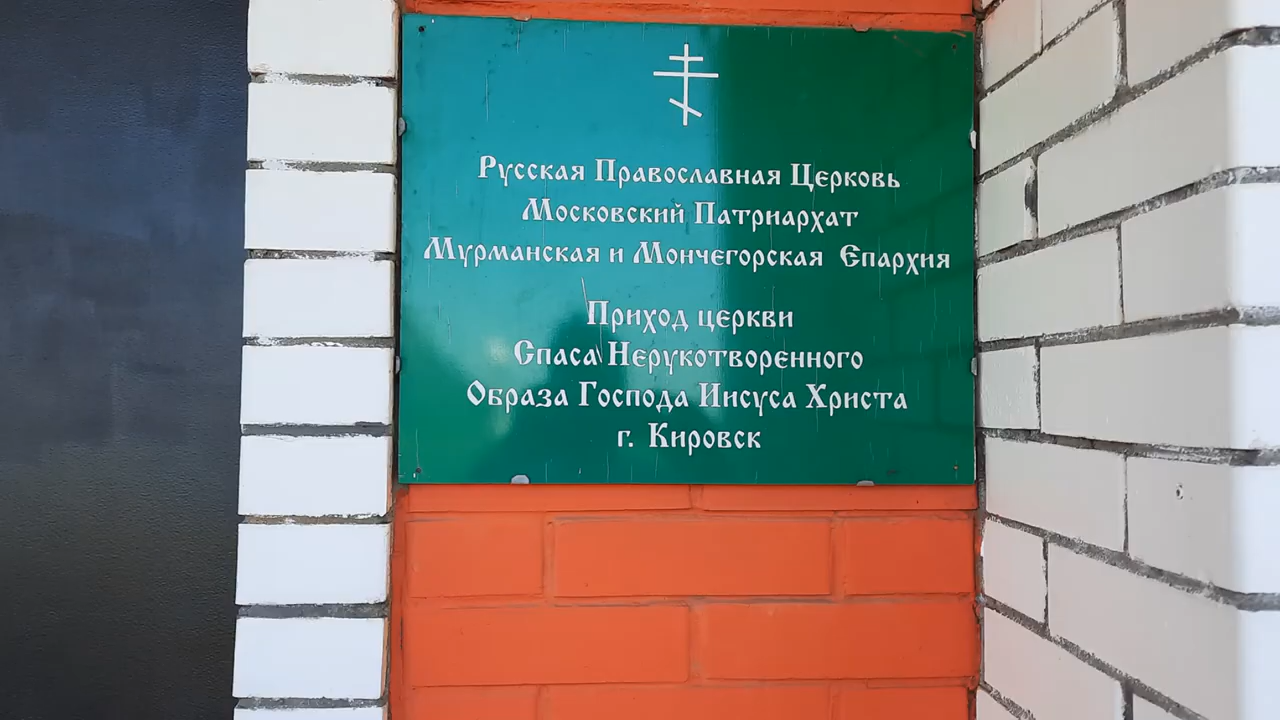 Русская Православная Церковь
Московский Патриархат
Мурманская и Мончегорская Епархия
Приход церкви
Спаса Нерукотворенного
Образа Господа Иисуса Христа
г. Кировск